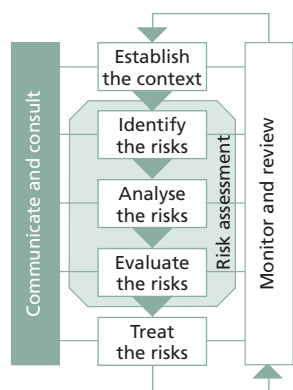 Communicate and consult
Establish
the context
Identify
the risks
Analyse
the risks
Evaluate
the risks
Treat
the risks
Risk assessment
Monitor and review